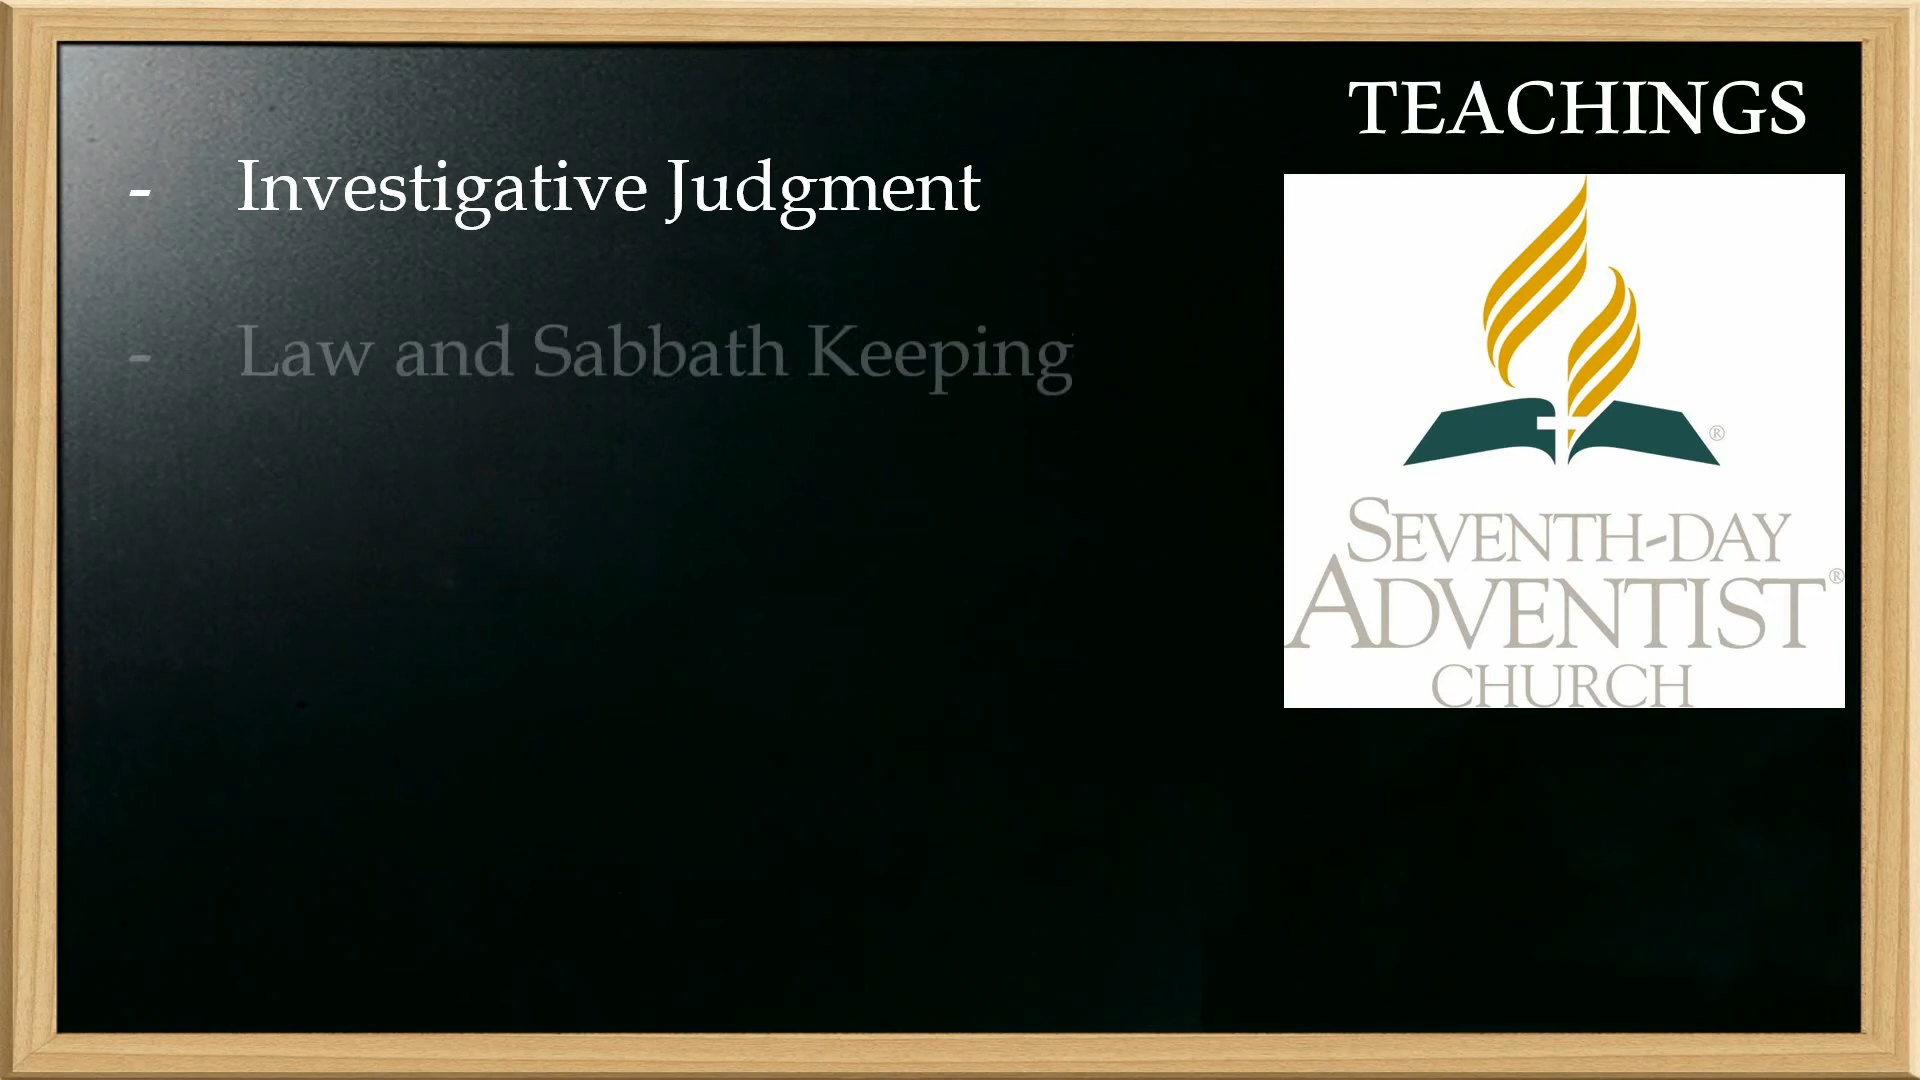 TEACHINGS
- Investigative Judgment
- Law and Sabbath Keeping
®
SEVENTH-DAY
ADVENTIST®
CHURCH